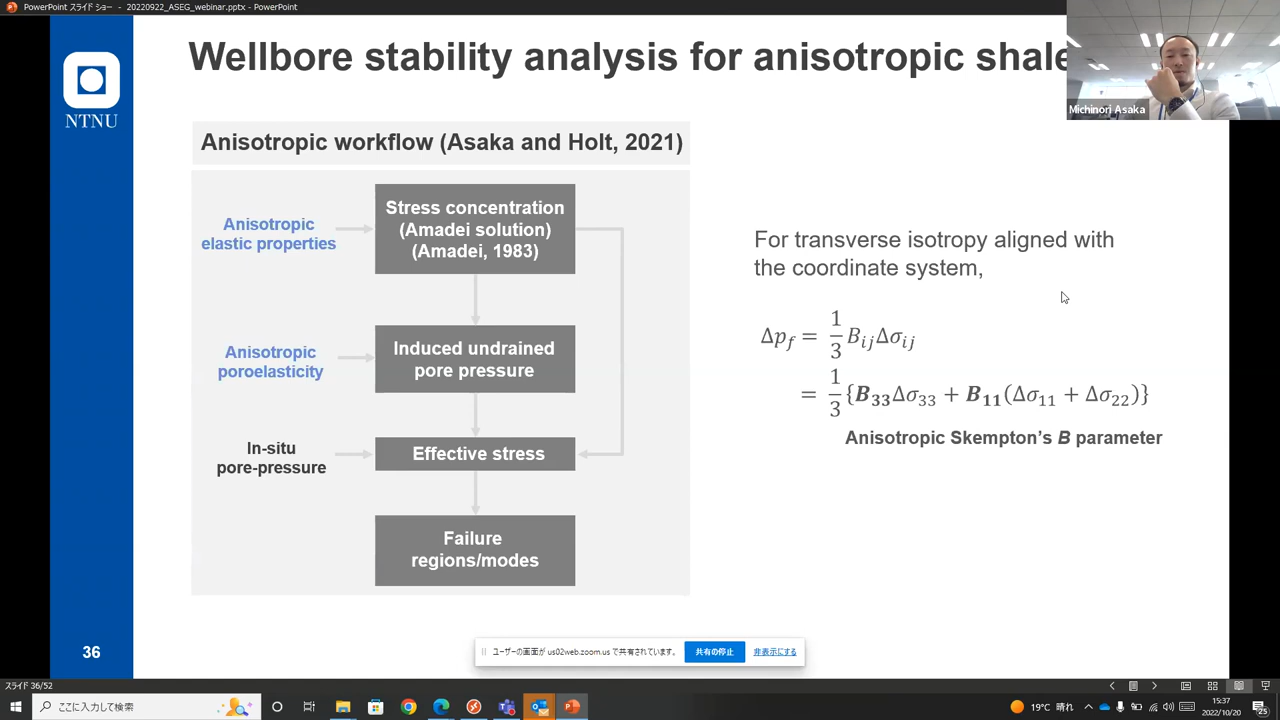 PowerPoint スライド ショー - 20220922_ASEG_webinar.pptx - PowerPoint
Wellbore stability analysis for anisotropic shale
Michinori Asaka
NTNU
Anisotropic workflow (Asaka and Holt, 2021)
Anisotropic
elastic properties
Stress concentration
(Amadei solution)
(Amadei, 1983)
Anisotropic
poroelasticity
Induced undrained
pore pressure
In-situ
pore-pressure
Effective stress
Failure
regions/modes
For transverse isotropy aligned with
the coordinate system,
Δp_f = 1/3 B_ij Δσ_ij
= 1/3 {B_33 Δσ_33 + B_11 (Δσ_11 + Δσ_22)}
Anisotropic Skempton's B parameter
36
ユーザーの画面が us02web.zoom.us で共有されています。
共有の停止
非表示にする
スライド 36/52
ここに入力して検索
19°C 晴れ
15:37
2022/10/20
25